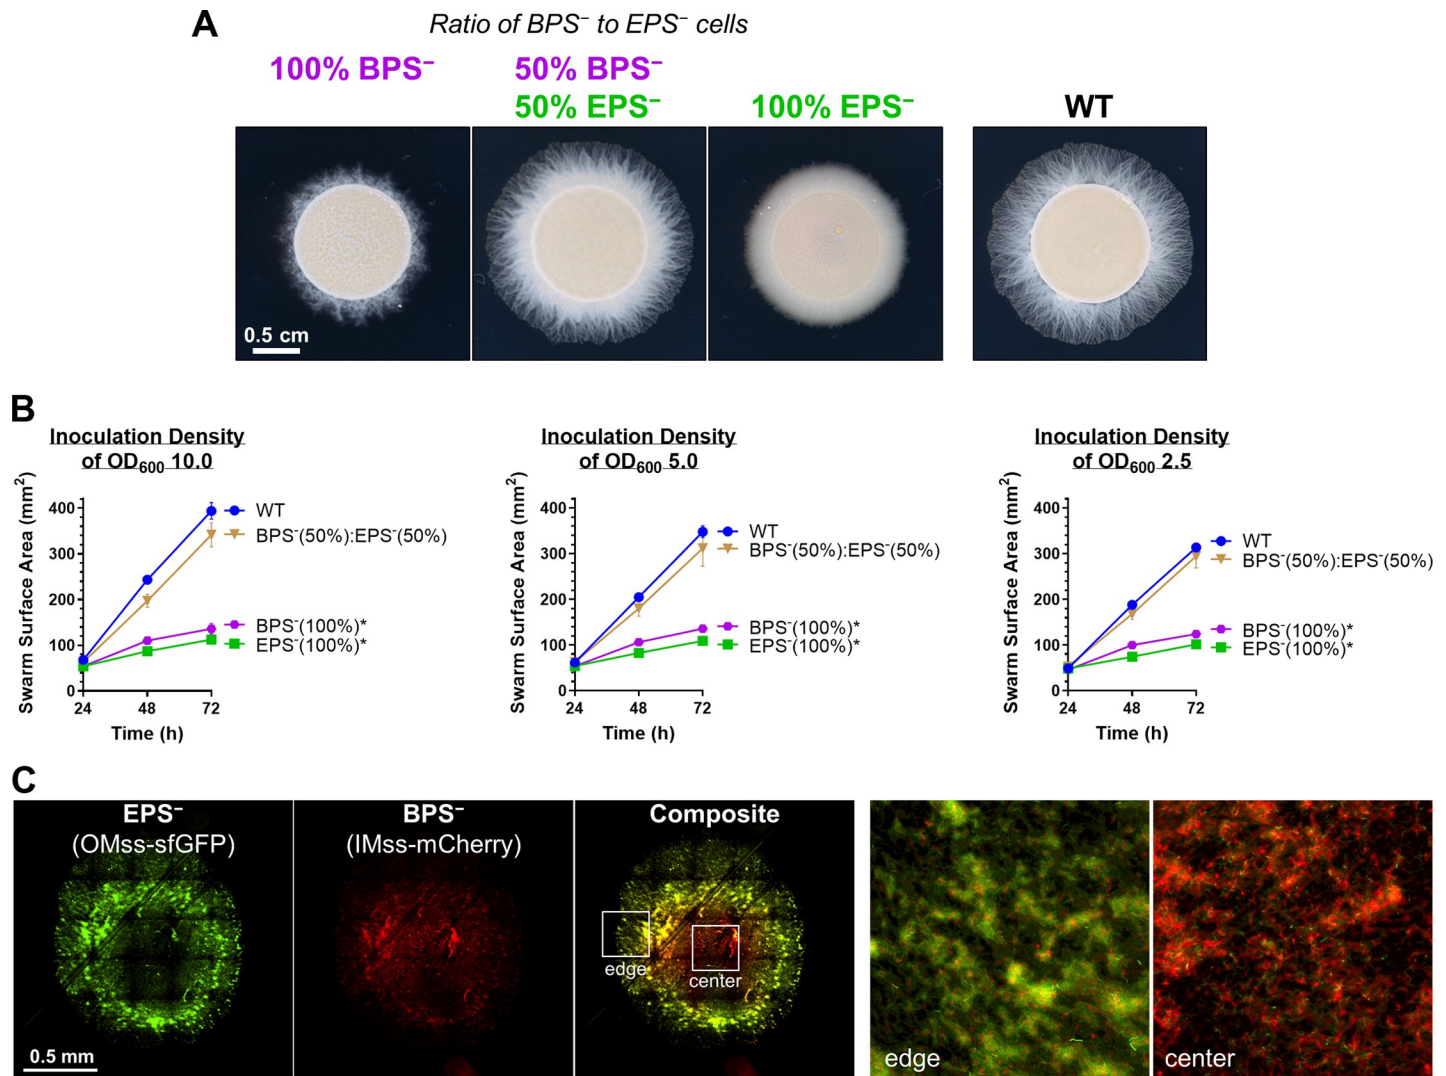 A
Ratio of BPS⁻ to EPS⁻ cells
100% BPS⁻
50% BPS⁻
50% EPS⁻
100% EPS⁻
WT
0.5 cm
B
Inoculation Density
of OD₆₀₀ 10.0
Swarm Surface Area (mm²)
400
300
200
100
0
24 48 72
Time (h)
WT
BPS⁻(50%):EPS⁻(50%)
BPS⁻(100%)*
EPS⁻(100%)*
Inoculation Density
of OD₆₀₀ 5.0
Swarm Surface Area (mm²)
400
300
200
100
0
24 48 72
Time (h)
WT
BPS⁻(50%):EPS⁻(50%)
BPS⁻(100%)*
EPS⁻(100%)*
Inoculation Density
of OD₆₀₀ 2.5
Swarm Surface Area (mm²)
400
300
200
100
0
24 48 72
Time (h)
WT
BPS⁻(50%):EPS⁻(50%)
BPS⁻(100%)*
EPS⁻(100%)*
C
EPS⁻
(OMss-sfGFP)
0.5 mm
BPS⁻
(IMss-mCherry)
Composite
edge
center
edge
center